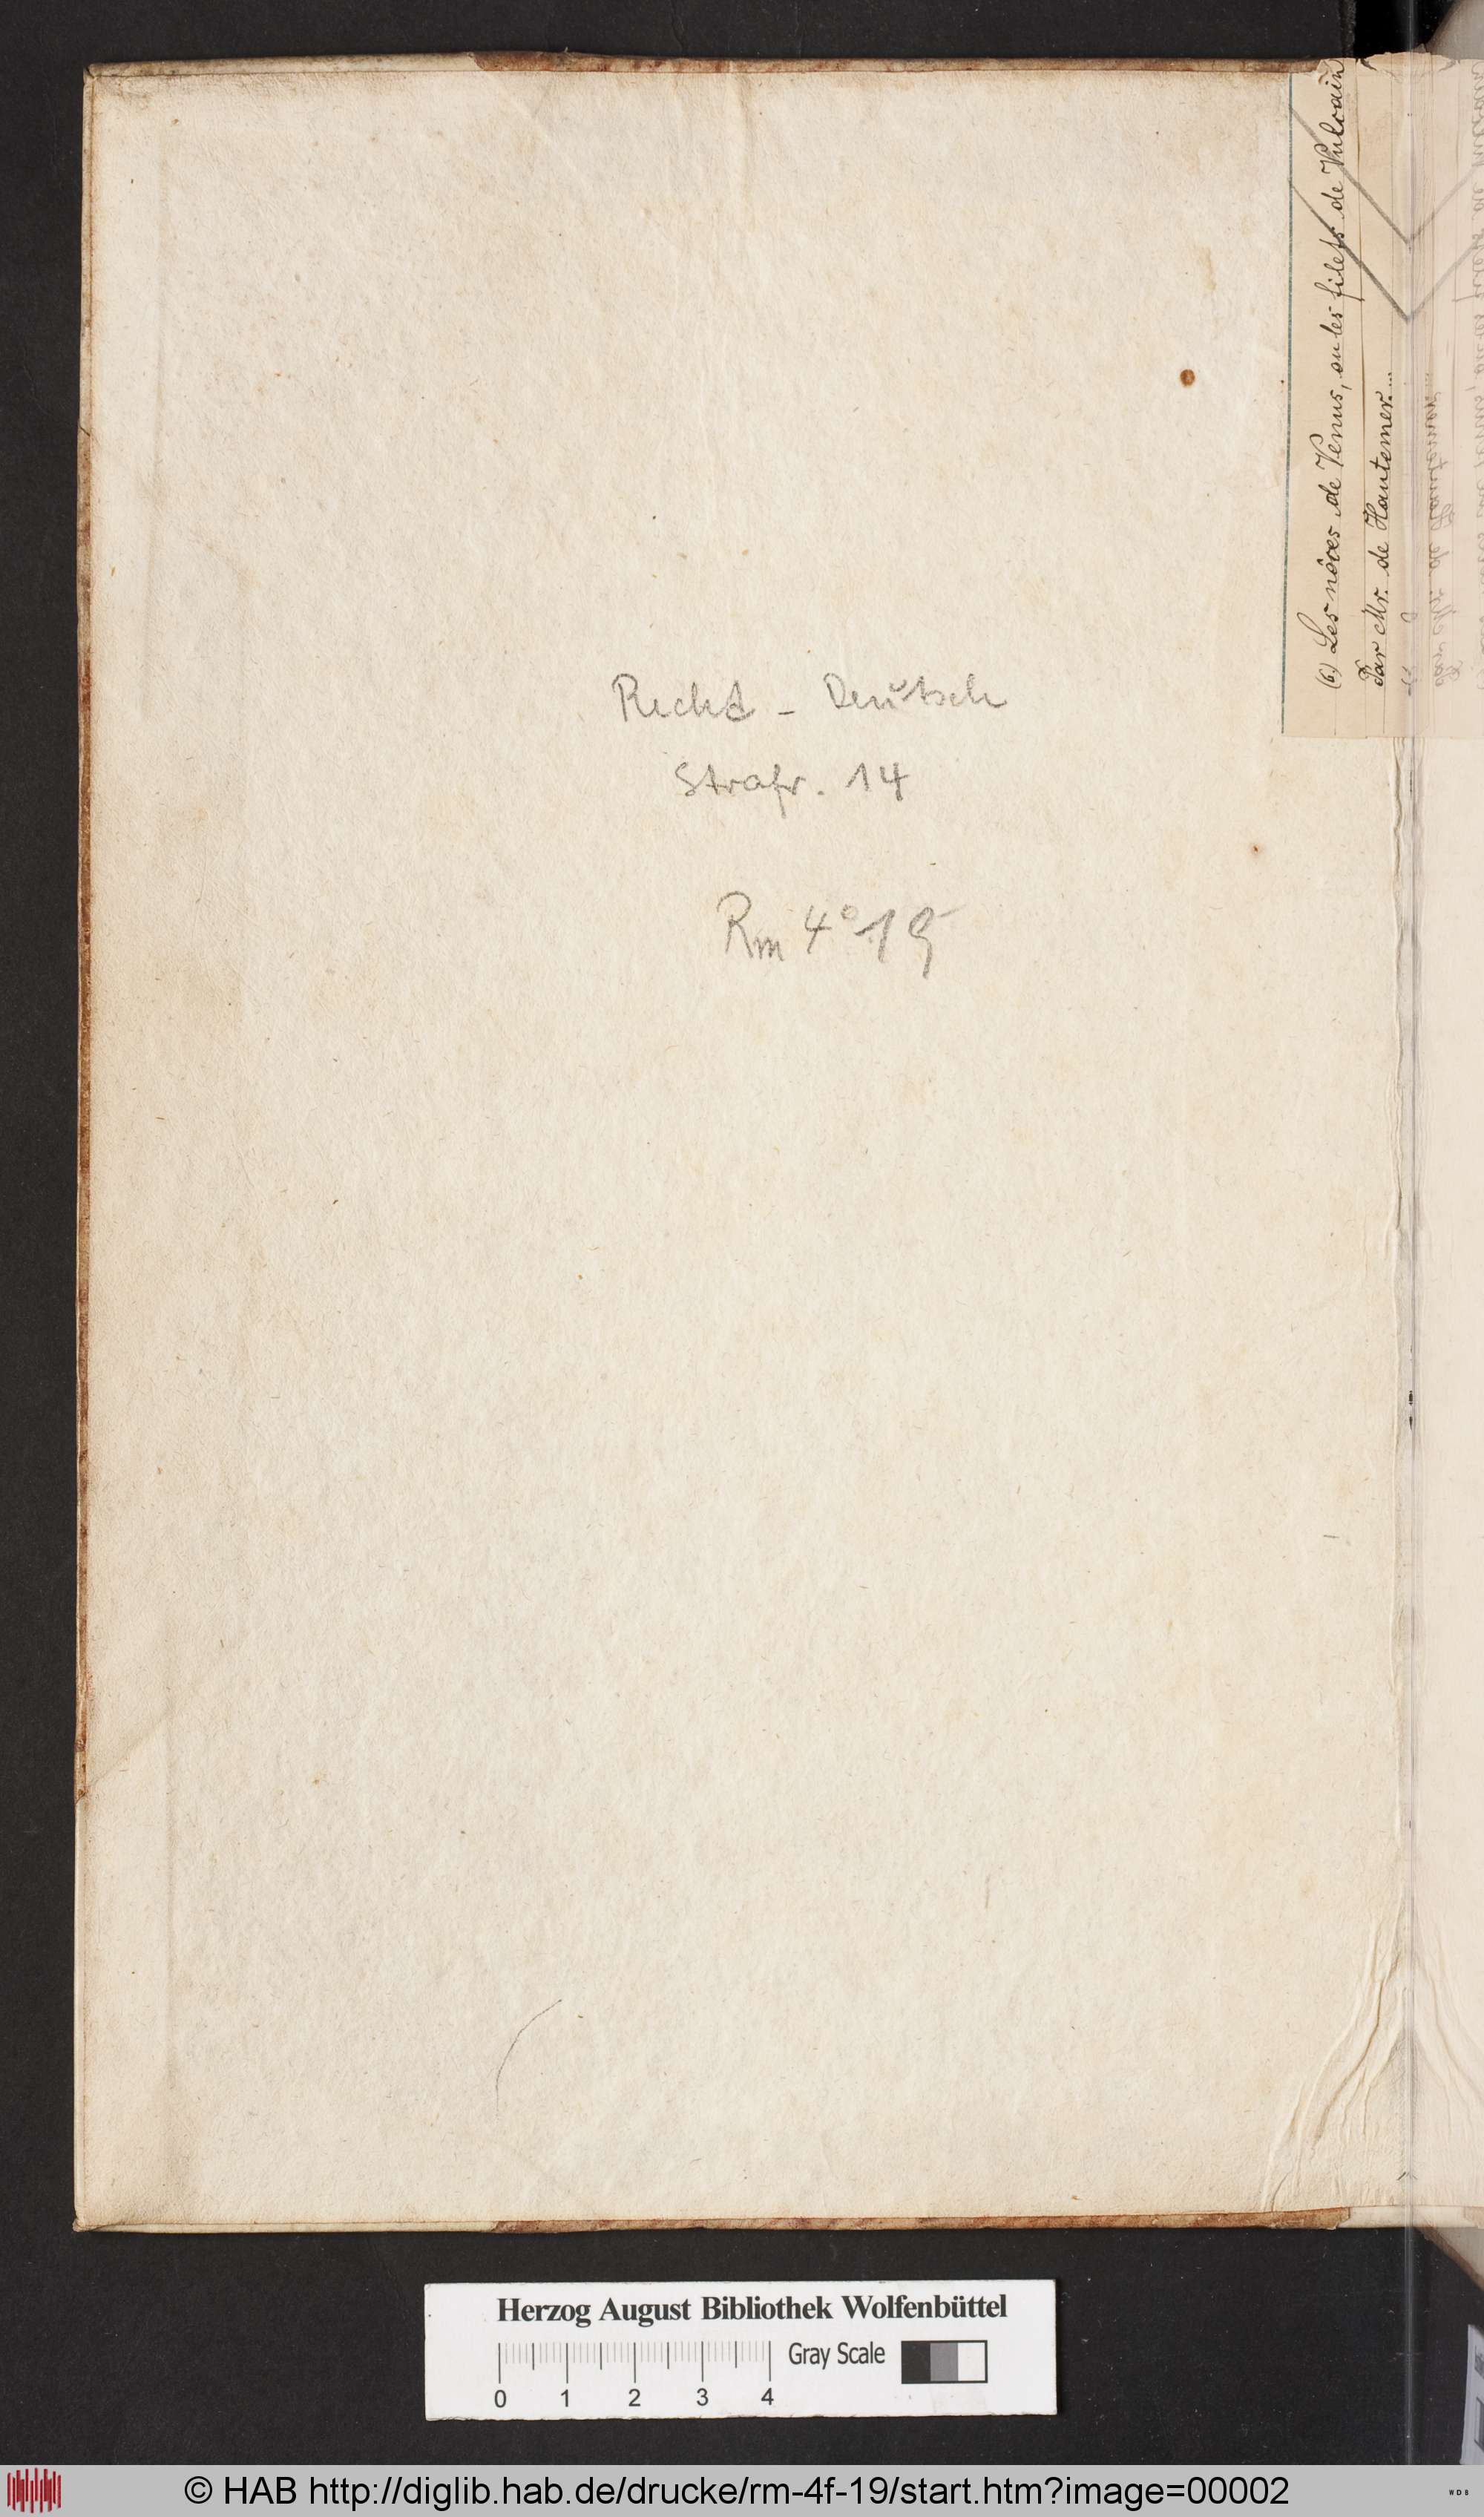 (6) Les nôces de Venus, ou les filets de Vulcain
Par Mr. de Hautemer. ...
Recht - Deutsch
Strafr. 14
Rm 4° 19
Herzog August Bibliothek Wolfenbüttel
Gray Scale
0 1 2 3 4
© HAB http://diglib.hab.de/drucke/rm-4f-19/start.htm?image=00002
WDB